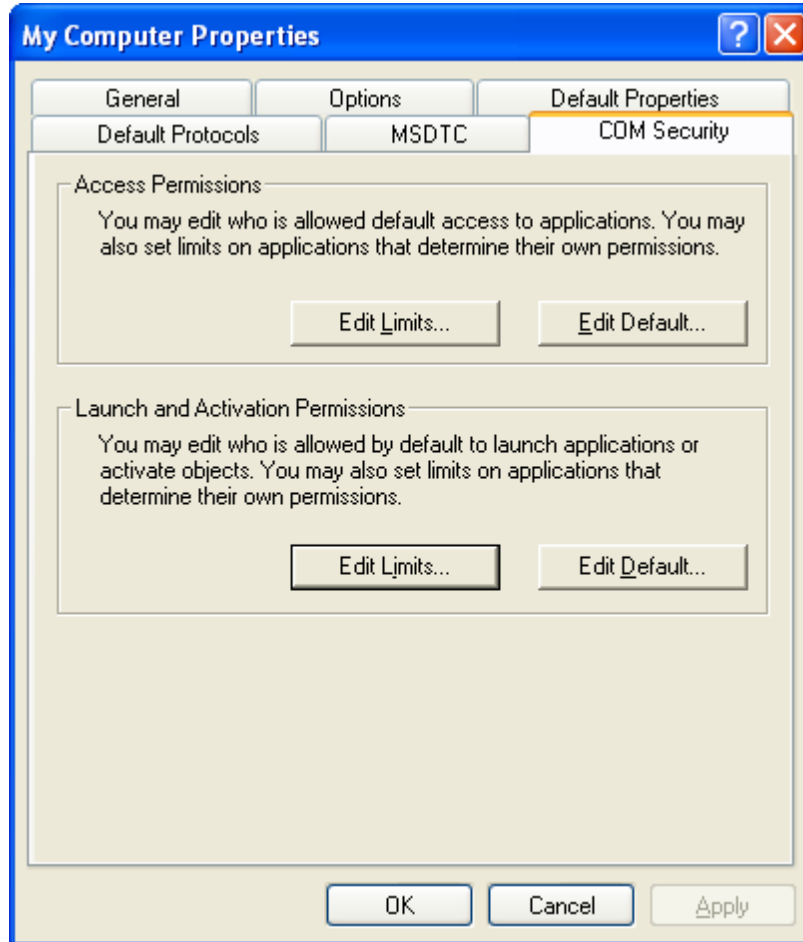 My Computer Properties
General Options Default Properties
Default Protocols MSDTC COM Security
Access Permissions
You may edit who is allowed default access to applications. You may
also set limits on applications that determine their own permissions.
Edit Limits... Edit Default...
Launch and Activation Permissions
You may edit who is allowed by default to launch applications or
activate objects. You may also set limits on applications that
determine their own permissions.
Edit Limits... Edit Default...
OK Cancel Apply